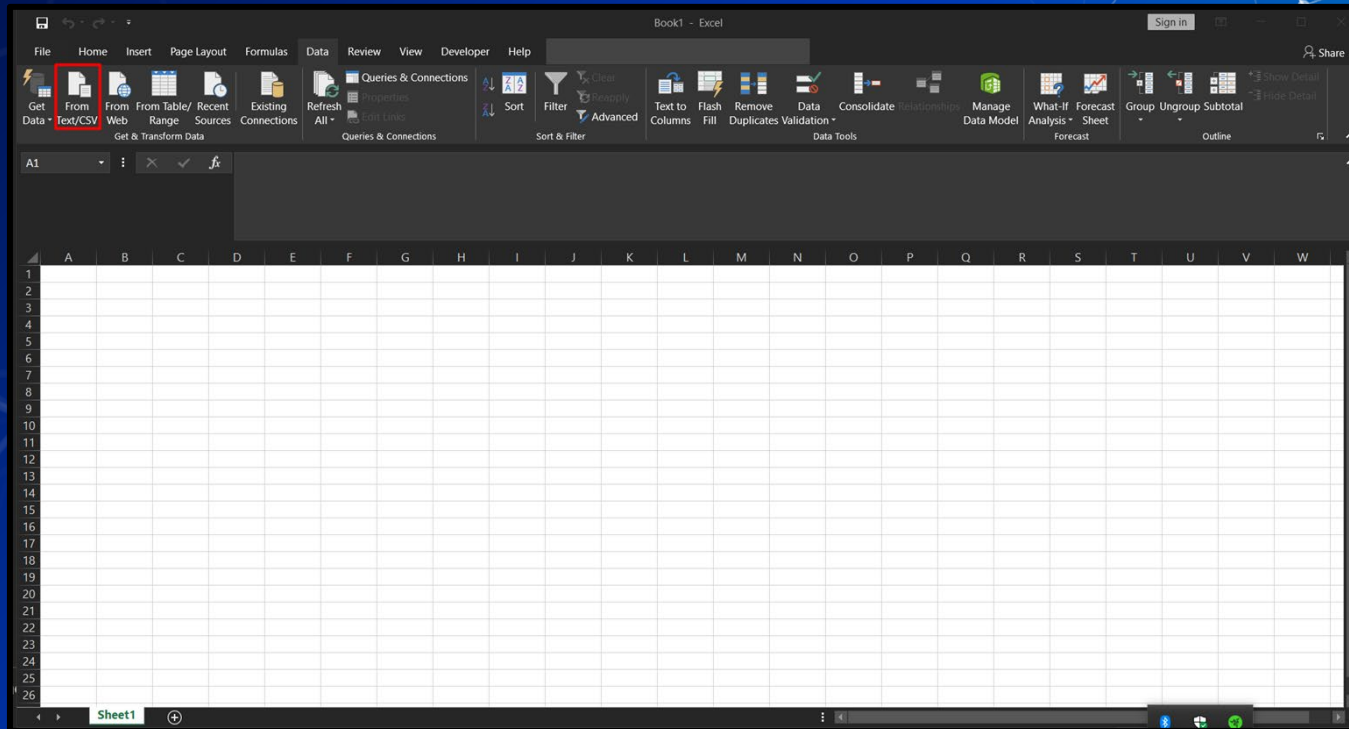 Book1 - Excel
Sign in
File Home Insert Page Layout Formulas Data Review View Developer Help
Share
Get Data
From Text/CSV
From Web
From Table/ Range
Recent Sources
Existing Connections
Get & Transform Data
Refresh All
Queries & Connections
Properties
Edit Links
Queries & Connections
Sort
Filter
Clear
Reapply
Advanced
Sort & Filter
Text to Columns
Flash Fill
Remove Duplicates
Data Validation
Consolidate
Relationships
Manage Data Model
Data Tools
What-If Analysis
Forecast Sheet
Forecast
Group
Ungroup
Subtotal
Show Detail
Hide Detail
Outline
A1
fx
A B C D E F G H I J K L M N O P Q R S T U V W
1
2
3
4
5
6
7
8
9
10
11
12
13
14
15
16
17
18
19
20
21
22
23
24
25
26
Sheet1